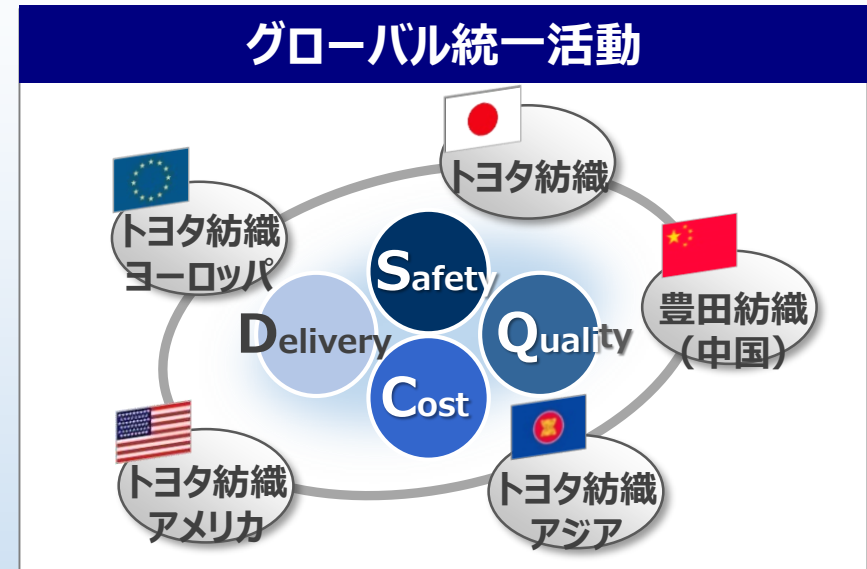 グローバル統一活動
トヨタ紡織
トヨタ紡織
ヨーロッパ
Safety
豊田紡織
（中国）
Delivery
Quality
Cost
トヨタ紡織
アメリカ
トヨタ紡織
アジア